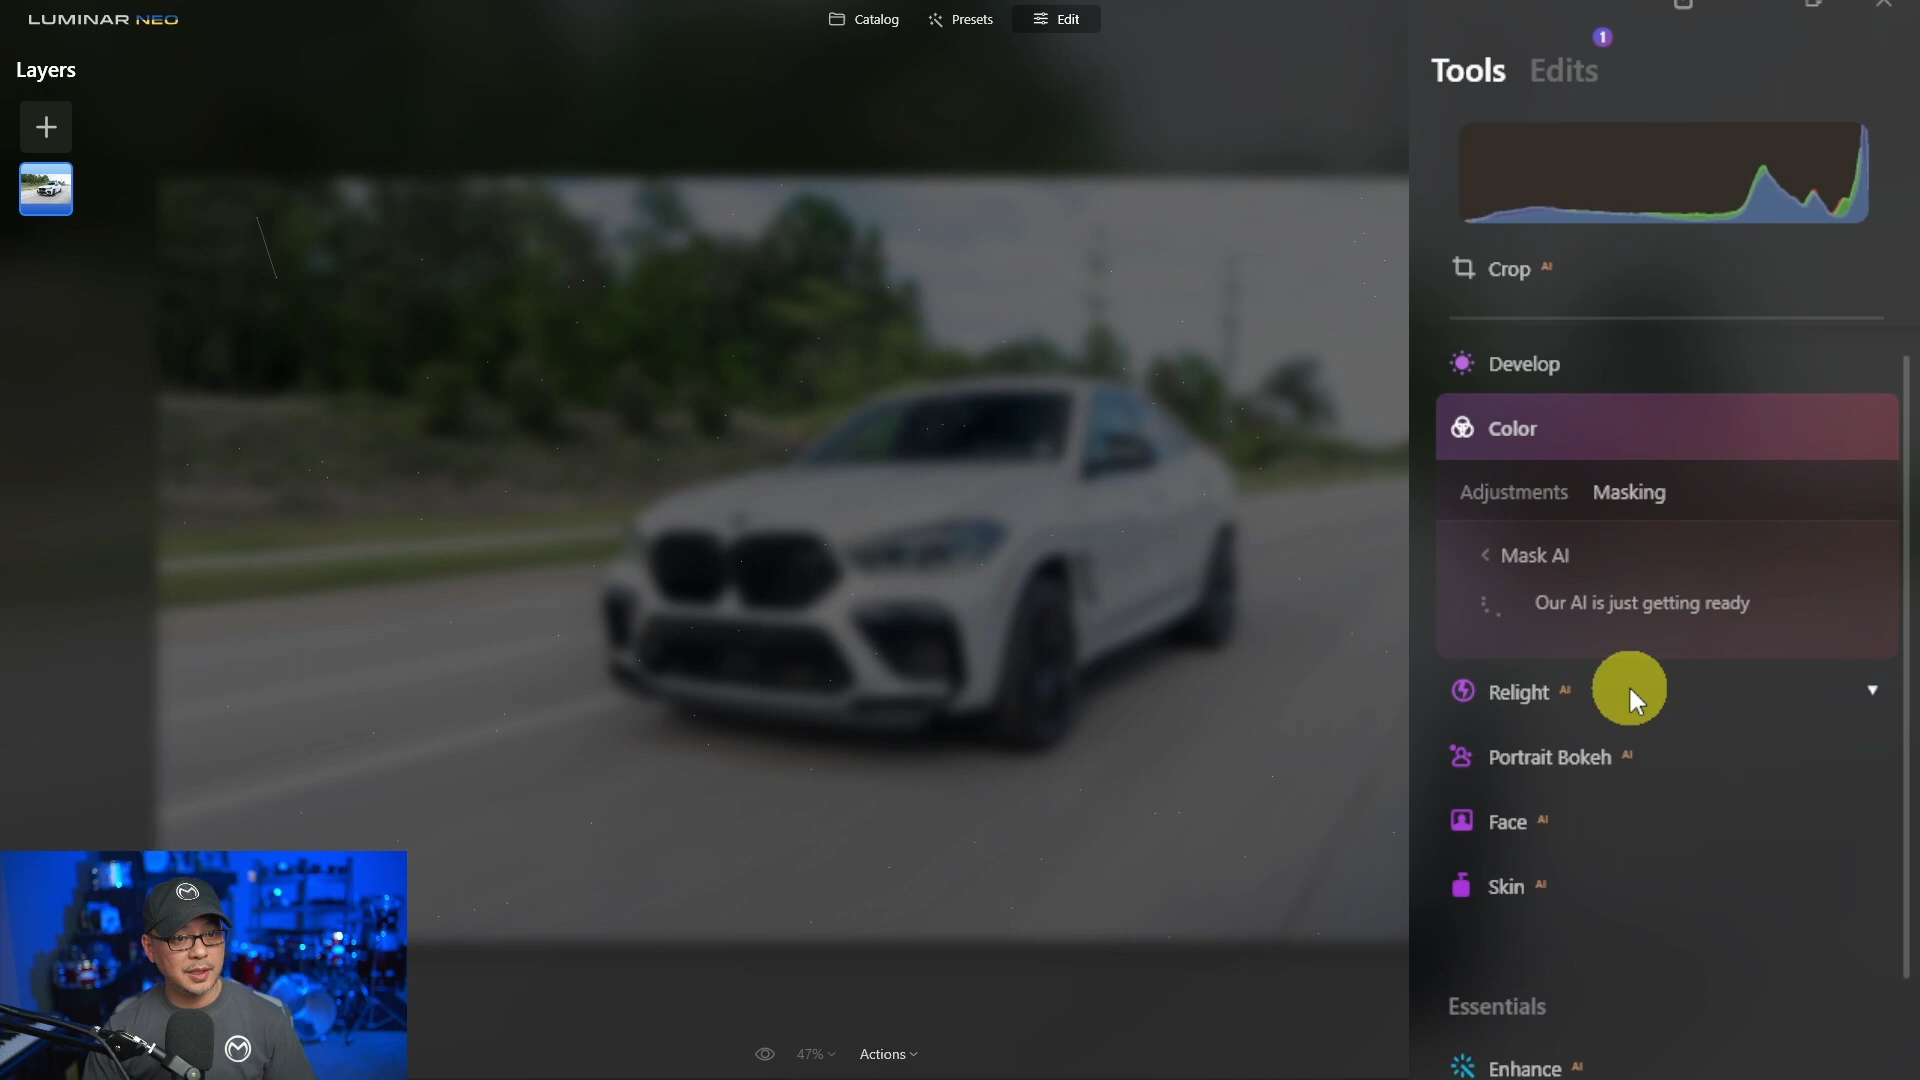 LUMINAR NEO
Catalog
Presets
Edit
Layers
1
Tools Edits
Crop AI
Develop
Color
Adjustments Masking
< Mask AI
Our AI is just getting ready
Relight AI
Portrait Bokeh AI
Face AI
Skin AI
Essentials
Enhance AI
47%
Actions